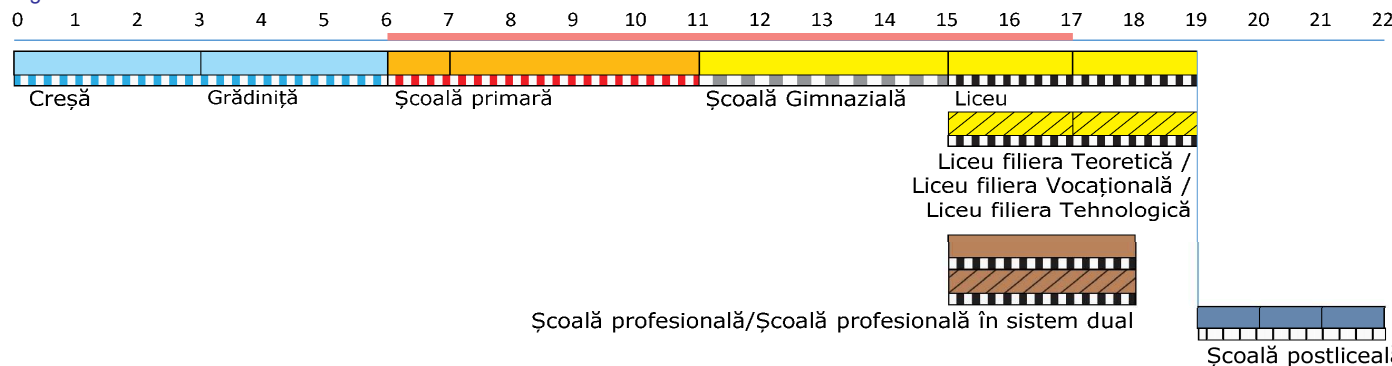 0 1 2 3 4 5 6 7 8 9 10 11 12 13 14 15 16 17 18 19 20 21 22
Creșă Grădiniță Școală primară Școală Gimnazială Liceu
Liceu filiera Teoretică /
Liceu filiera Vocațională /
Liceu filiera Tehnologică
Școală profesională/Școală profesională în sistem dual
Școală postliceală